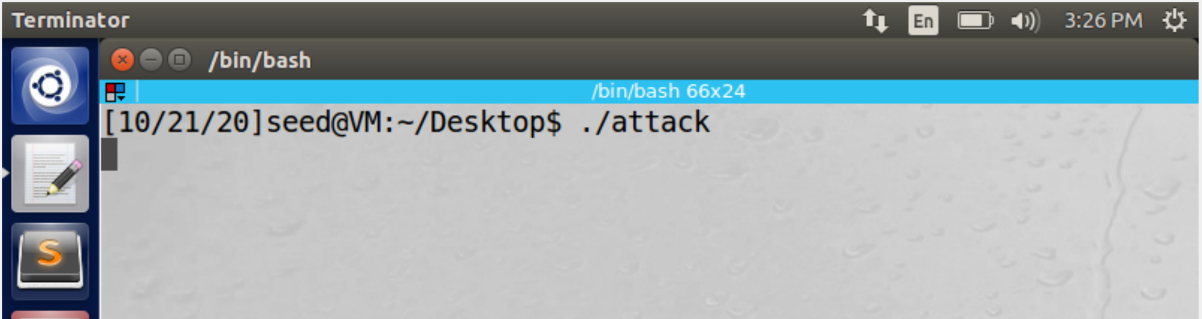 Terminator
En
3:26 PM
/bin/bash
/bin/bash 66x24
[10/21/20]seed@VM:~/Desktop$ ./attack
S